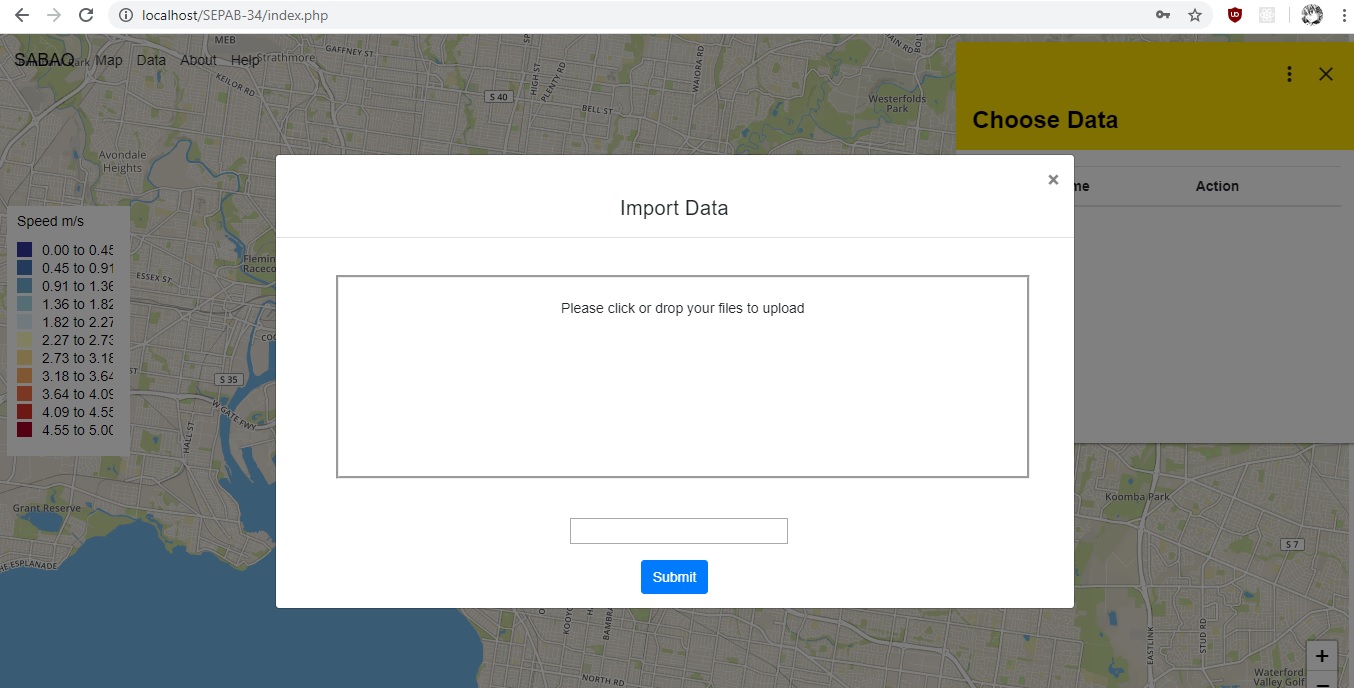 localhost/SEPAB-34/index.php
SABAQ Map Data About Help
MEB
Strathmore
GAFFNEY ST
KEILOR RD
HIGH ST
PLENTY RD
WAIORA RD
MAIN RD
S 40
BELL ST
Westerfolds
Park
Avondale
Heights
Choose Data
Action
×
Import Data
Speed m/s
0.00 to 0.45
0.45 to 0.91
0.91 to 1.36
1.36 to 1.82
1.82 to 2.27
2.27 to 2.73
2.73 to 3.18
3.18 to 3.64
3.64 to 4.09
4.09 to 4.55
4.55 to 5.00
ESSEX ST
S 35
W GATE FWY
HALL ST
Please click or drop your files to upload
Submit
Grant Reserve
THE ESPLANADE
Koomba Park
S 7
EASTLINK
STUD RD
NORTH RD
Waterford
Valley Golf
+
−